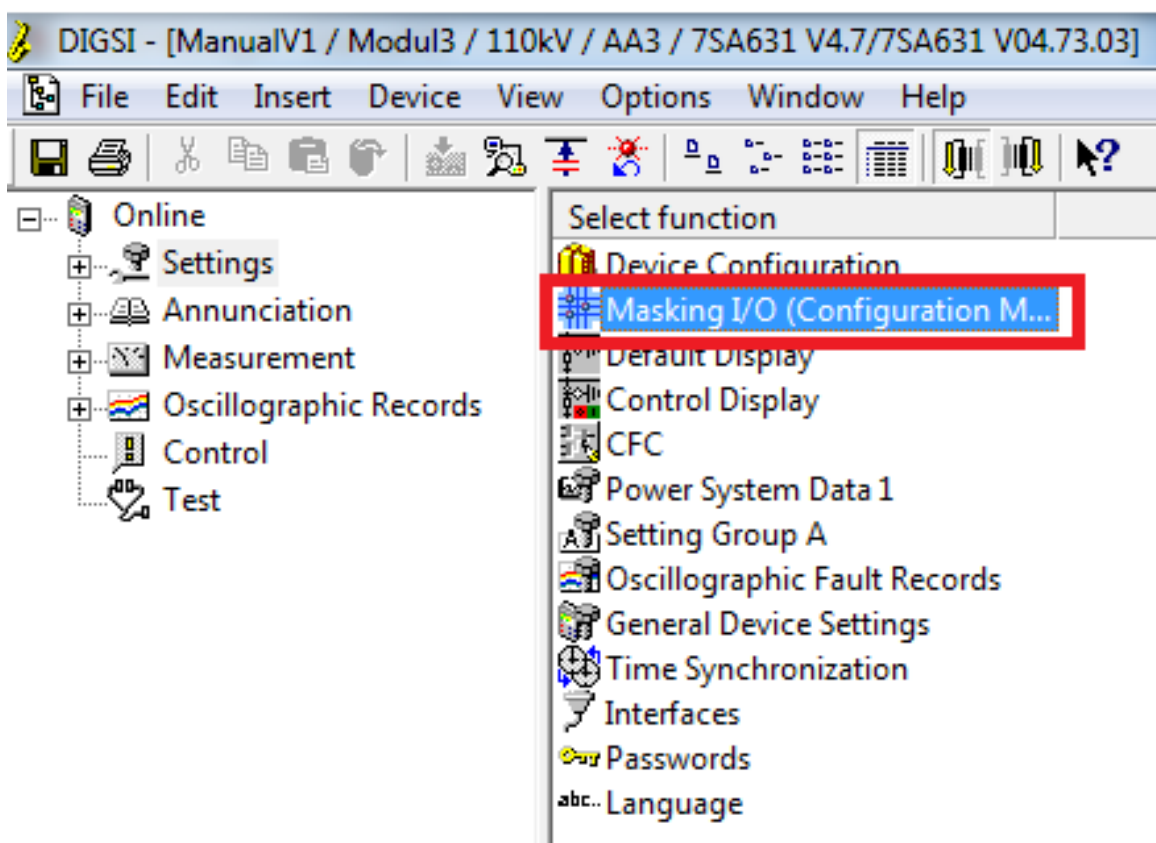 DIGSI - [ManualV1 / Modul3 / 110kV / AA3 / 7SA631 V4.7/7SA631 V04.73.03]
File Edit Insert Device View Options Window Help
Online
Settings
Annunciation
Measurement
Oscillographic Records
Control
Test
Select function
Device Configuration
Masking I/O (Configuration M...
Default Display
Control Display
CFC
Power System Data 1
Setting Group A
Oscillographic Fault Records
General Device Settings
Time Synchronization
Interfaces
Passwords
abc.. Language